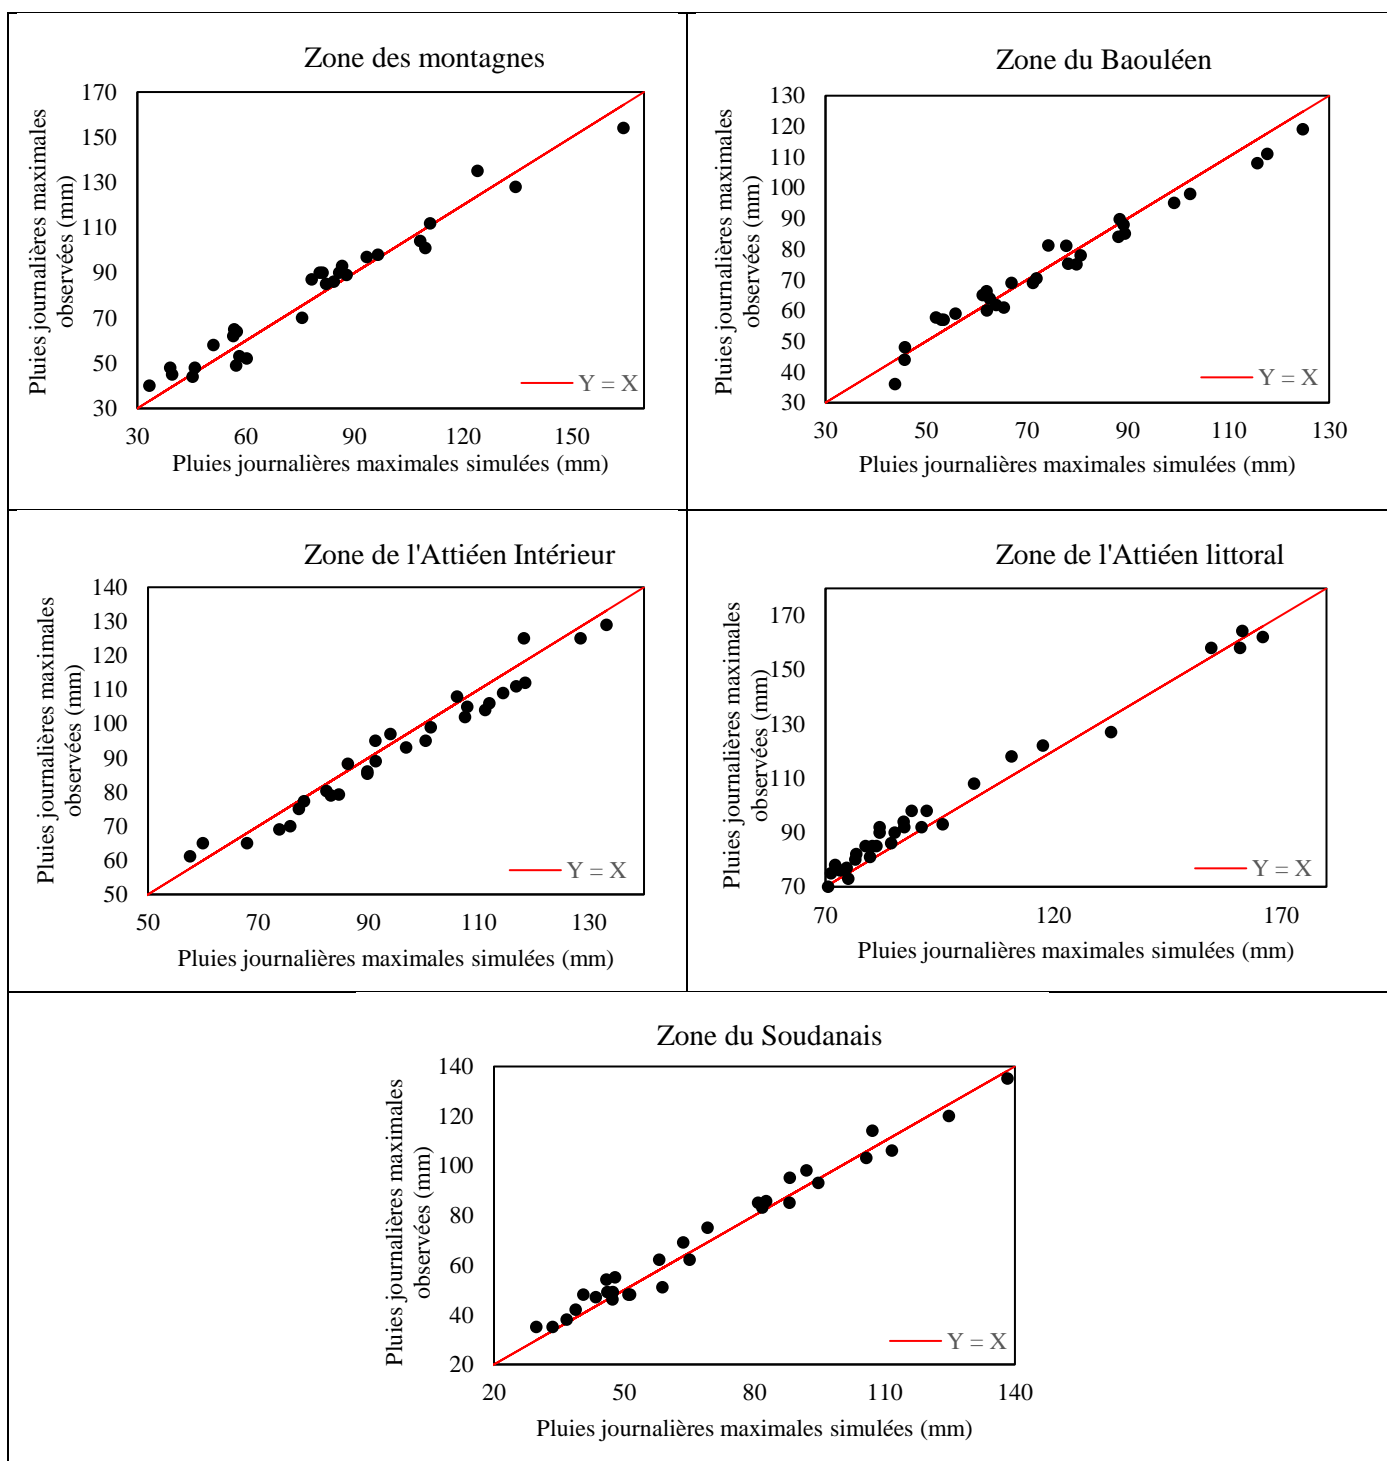 Zone des montagnes
Pluies journalières maximales
observées (mm)
170
150
130
110
90
70
50
30
30 60 90 120 150
Y = X
Pluies journalières maximales simulées (mm)
Zone du Baouléen
Pluies journalières maximales
observées (mm)
130
120
110
100
90
80
70
60
50
40
30
30 50 70 90 110 130
Y = X
Pluies journalières maximales simulées (mm)
Zone de l'Attiéen Intérieur
Pluies journalières maximales
observées (mm)
140
130
120
110
100
90
80
70
60
50
50 70 90 110 130
Y = X
Pluies journalières maximales simulées (mm)
Zone de l'Attiéen littoral
Pluies journalières maximales
observées (mm)
170
150
130
110
90
70
70 120 170
Y = X
Pluies journalières maximales simulées (mm)
Zone du Soudanais
Pluies journalières maximales
observées (mm)
140
120
100
80
60
40
20
20 50 80 110 140
Y = X
Pluies journalières maximales simulées (mm)